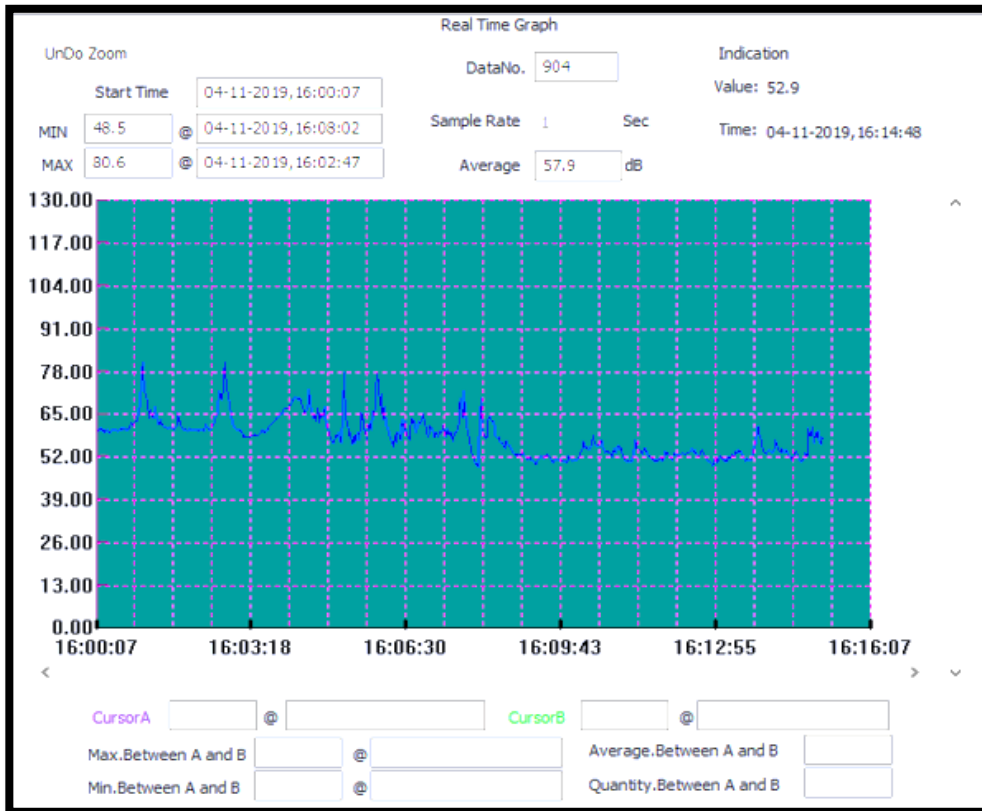 Real Time Graph
UnDo Zoom
DataNo. 904
Indication
Start Time 04-11-2019,16:00:07
Value: 52.9
MIN 48.5 @ 04-11-2019,16:08:02
Sample Rate 1 Sec
Time: 04-11-2019,16:14:48
MAX 80.6 @ 04-11-2019,16:02:47
Average 57.9 dB
130.00
117.00
104.00
91.00
78.00
65.00
52.00
39.00
26.00
13.00
0.00
16:00:07 16:03:18 16:06:30 16:09:43 16:12:55 16:16:07
CursorA @ CursorB @
Max.Between A and B @ Average.Between A and B
Min.Between A and B @ Quantity.Between A and B